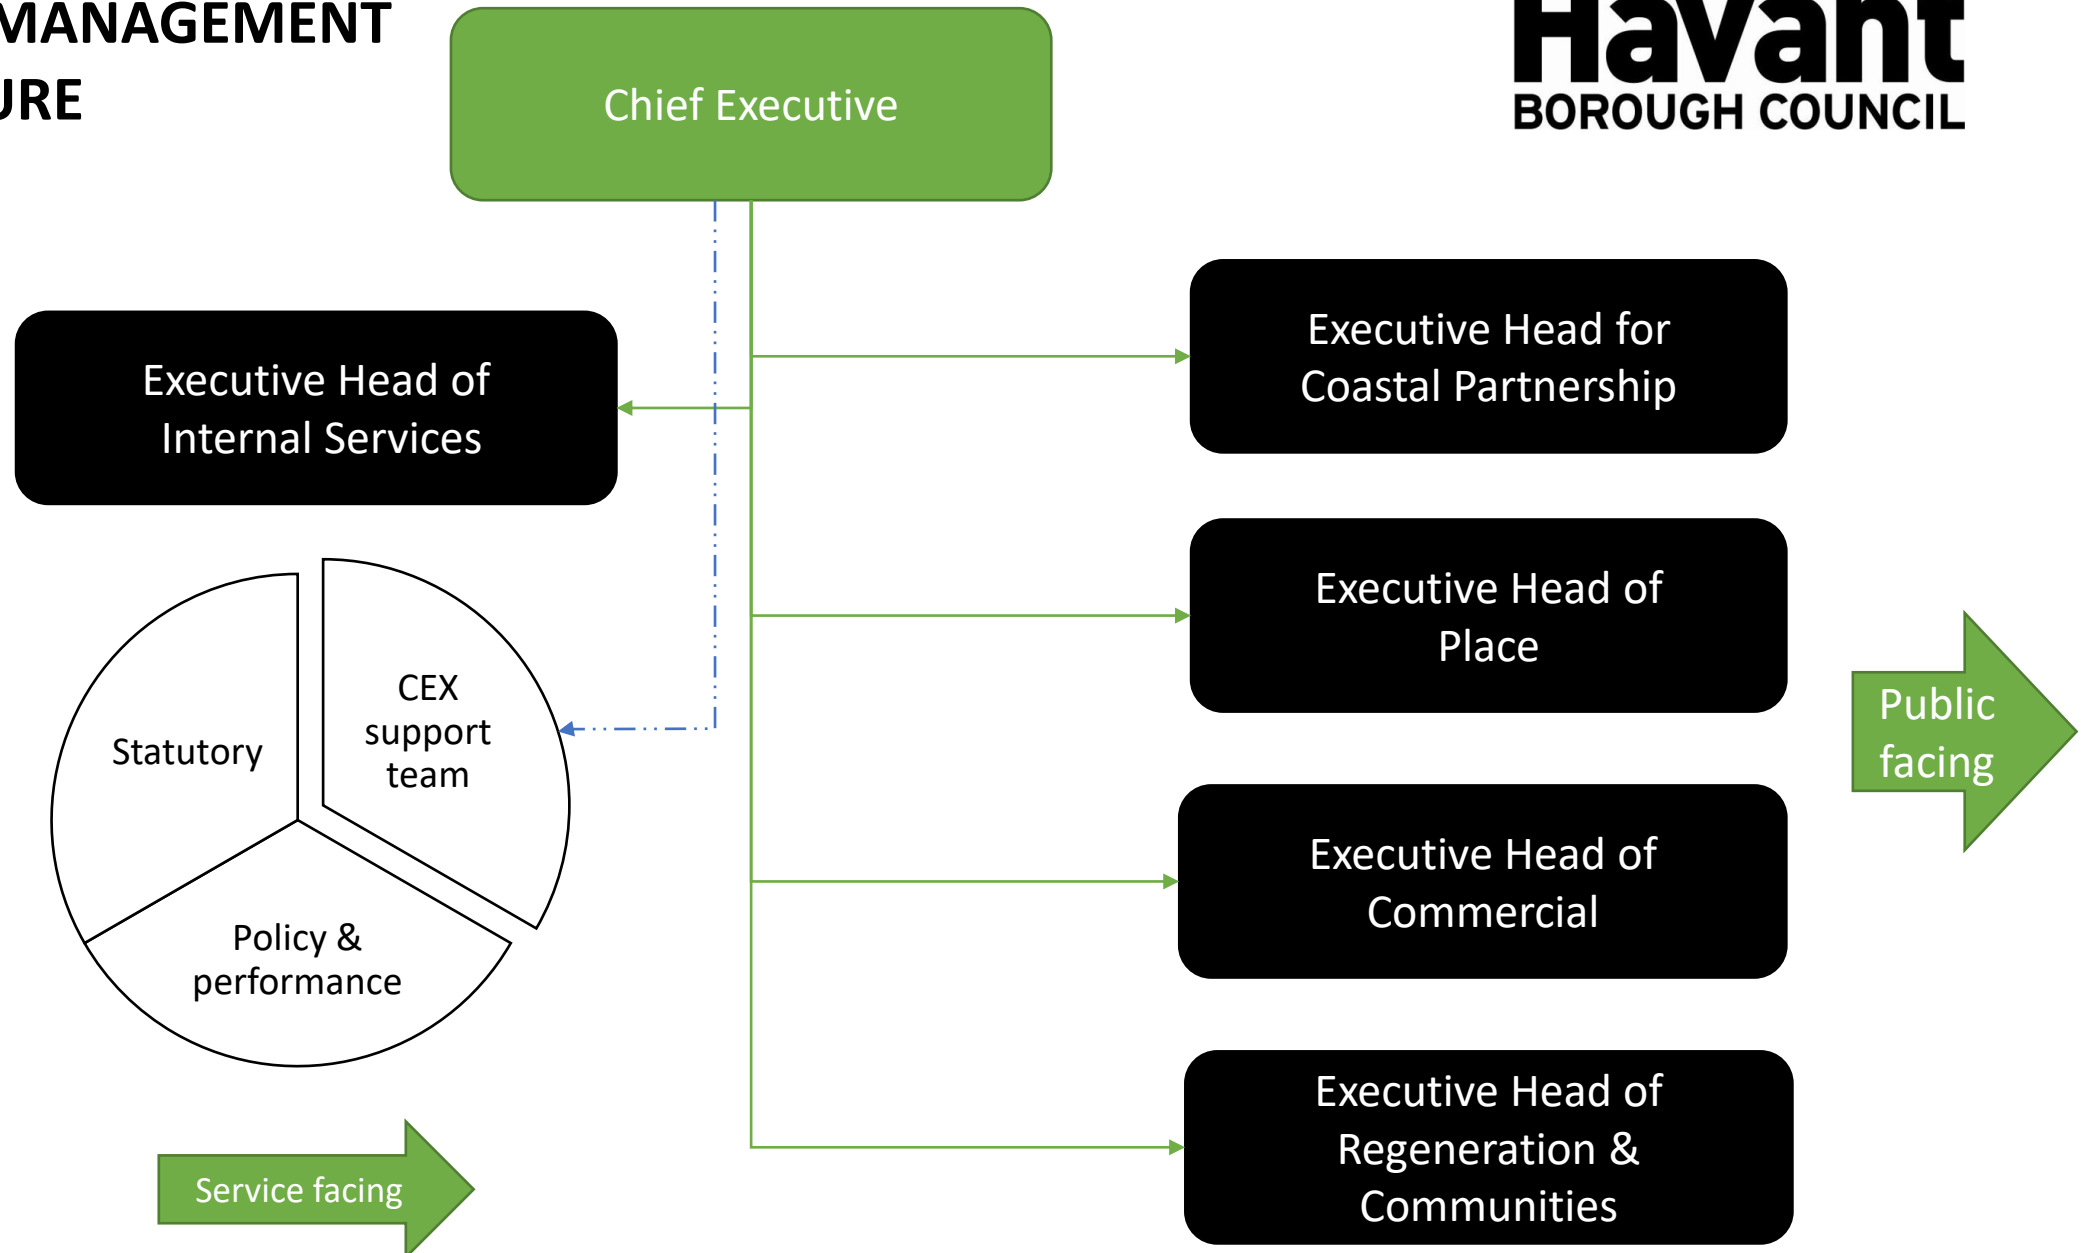 MANAGEMENT
URE
Havant
BOROUGH COUNCIL
Chief Executive
Executive Head of
Internal Services
Executive Head for
Coastal Partnership
Executive Head of
Place
Executive Head of
Commercial
Executive Head of
Regeneration &
Communities
Statutory
CEX
support
team
Policy &
performance
Service facing
Public
facing